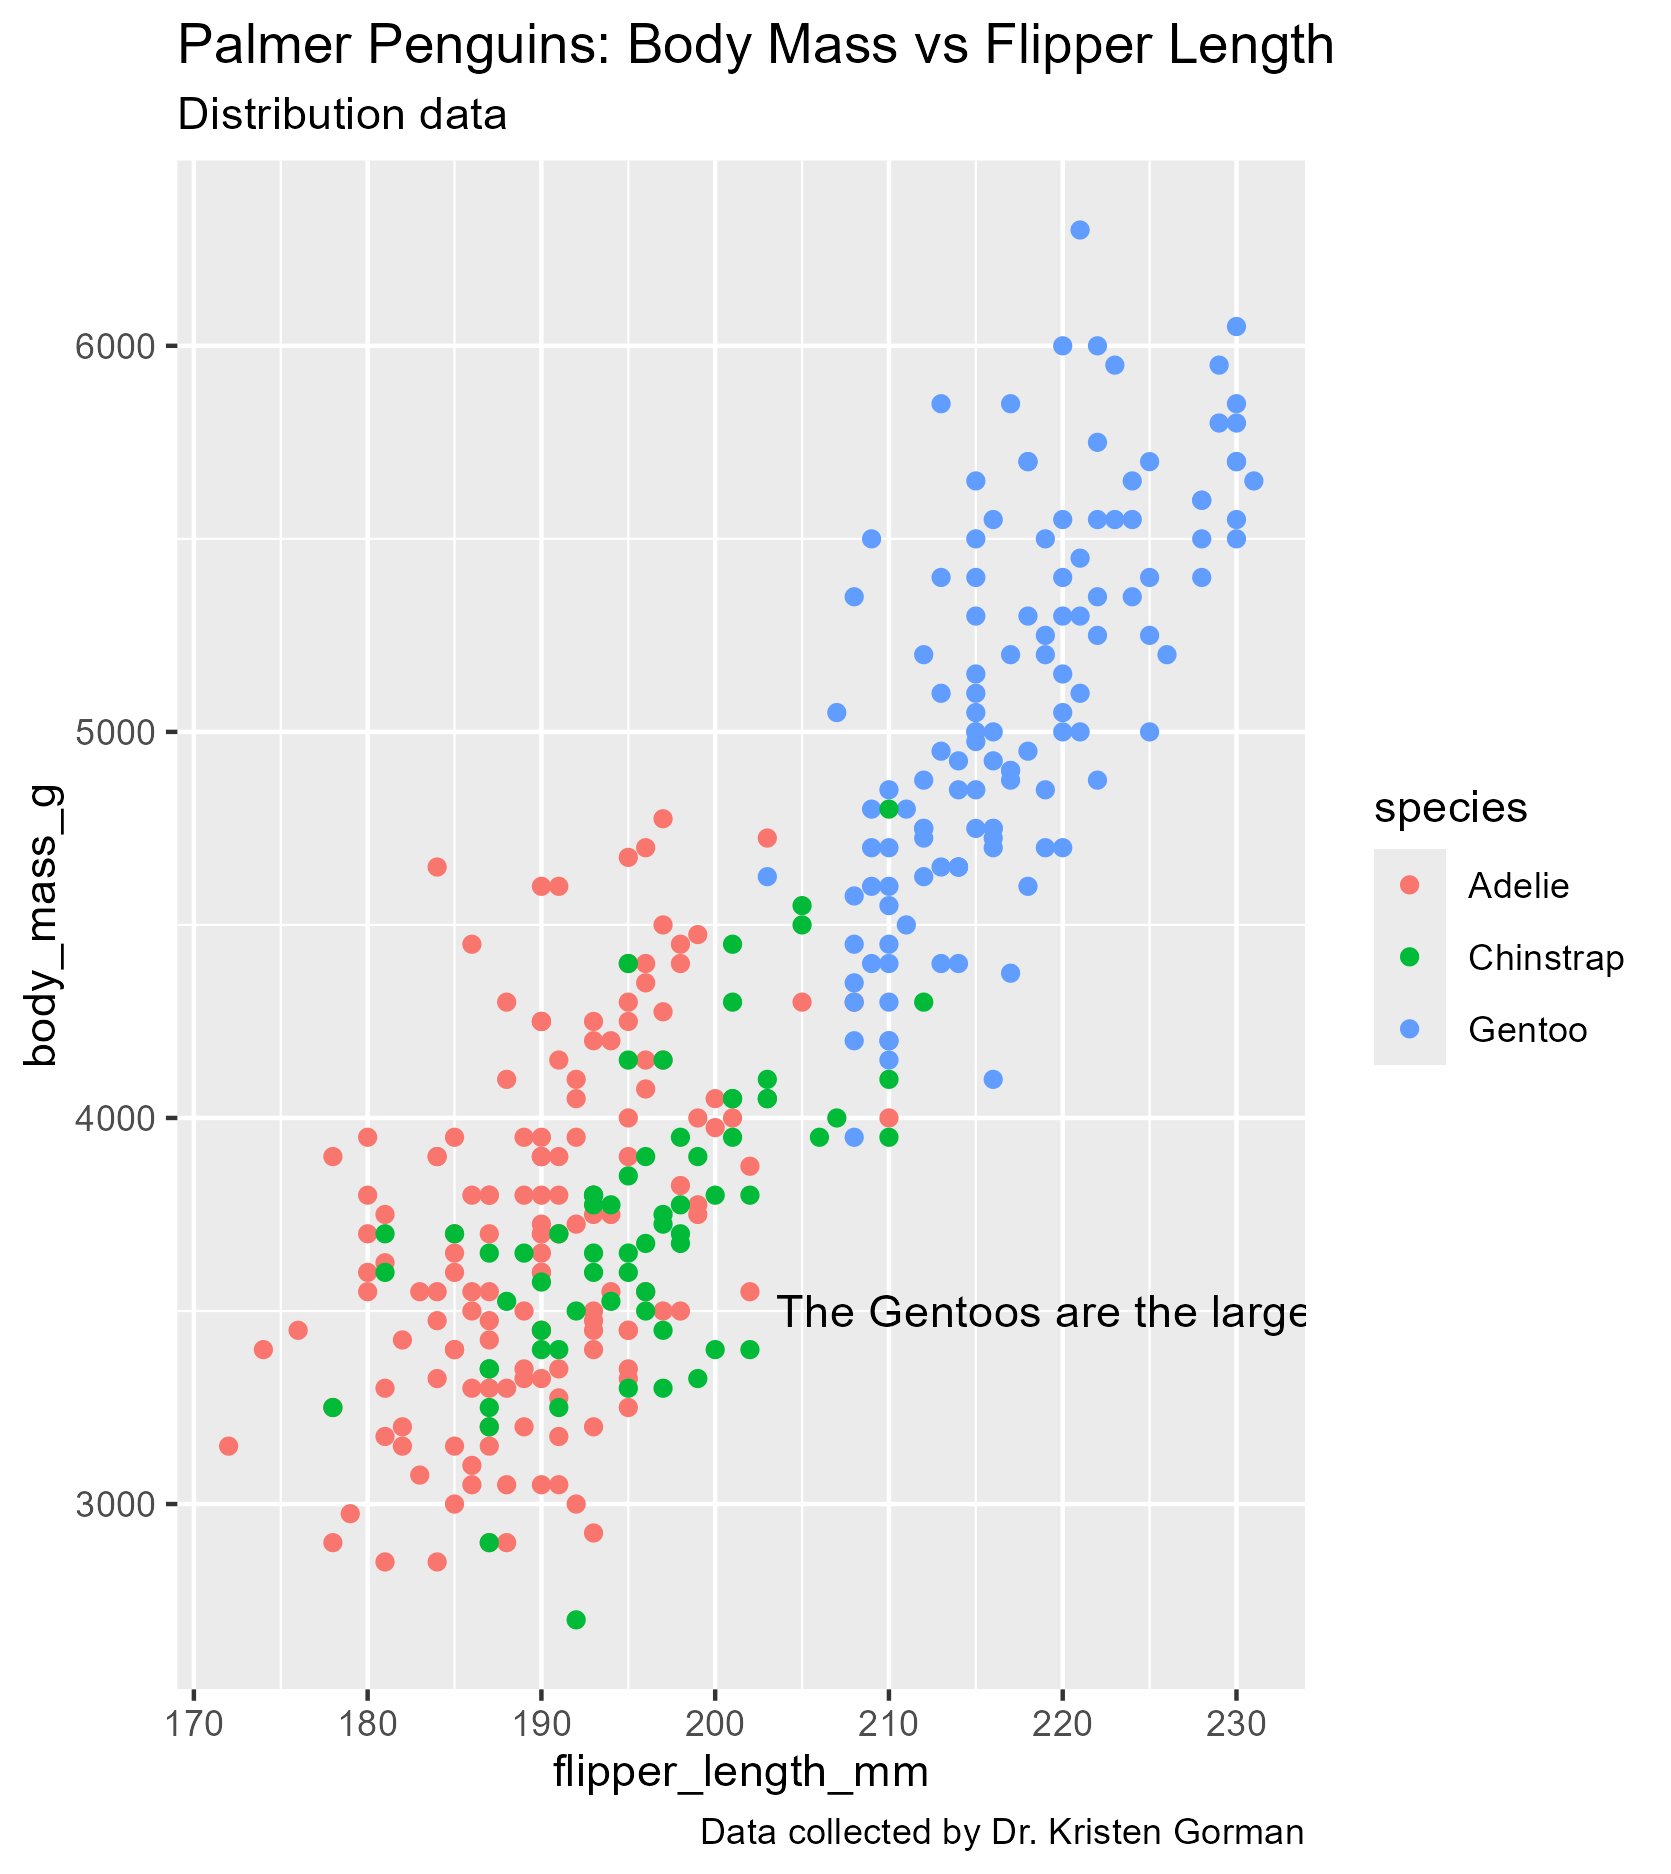 Palmer Penguins: Body Mass vs Flipper Length
Distribution data
6000
5000
4000
3000
body_mass_g
The Gentoos are the large
170 180 190 200 210 220 230
flipper_length_mm
species
Adelie
Chinstrap
Gentoo
Data collected by Dr. Kristen Gorman